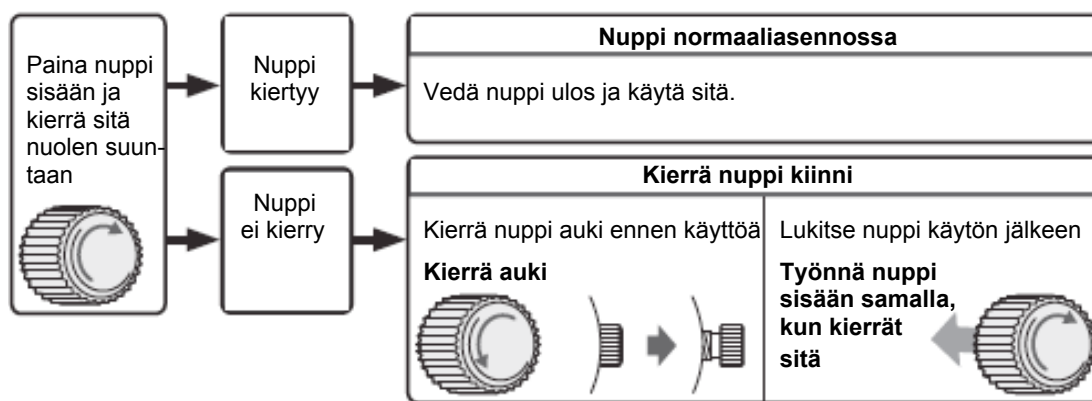 Paina nuppi
sisään ja
kierrä sitä
nuolen suun-
taan
Nuppi
kiertyy
Nuppi normaaliasennossa
Vedä nuppi ulos ja käytä sitä.
Nuppi
ei kierry
Kierrä nuppi kiinni
Kierrä nuppi auki ennen käyttöä
Kierrä auki
Lukitse nuppi käytön jälkeen
Työnnä nuppi
sisään samalla,
kun kierrät
sitä